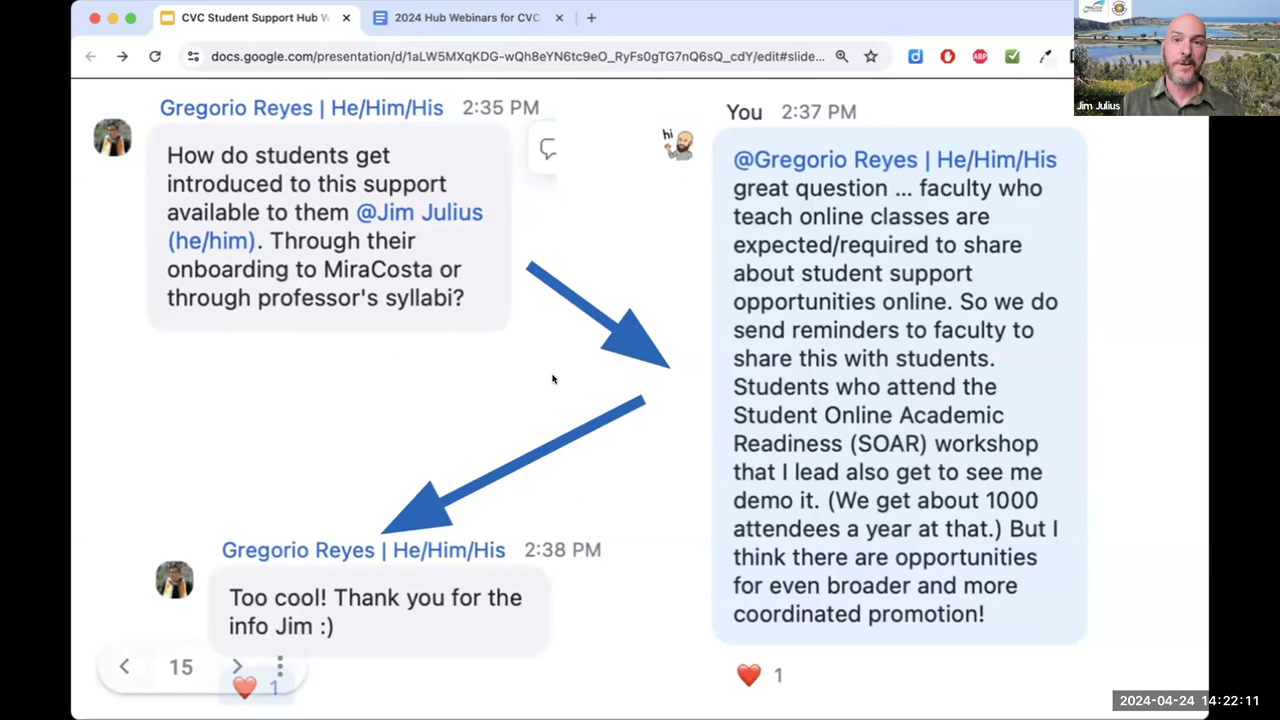 CVC Student Support Hub W
2024 Hub Webinars for CVC
docs.google.com/presentation/d/1aLW5MXqKDG-wQh8eYN6tc9eO_RyFs0gTG7nQ6sQ_cdY/edit#slide...
ABP
Jim Julius
Gregorio Reyes | He/Him/His 2:35 PM
How do students get
introduced to this support
available to them @Jim Julius
(he/him). Through their
onboarding to MiraCosta or
through professor's syllabi?
hi
You 2:37 PM
@Gregorio Reyes | He/Him/His
great question ... faculty who
teach online classes are
expected/required to share
about student support
opportunities online. So we do
send reminders to faculty to
share this with students.
Students who attend the
Student Online Academic
Readiness (SOAR) workshop
that I lead also get to see me
demo it. (We get about 1000
attendees a year at that.) But I
think there are opportunities
for even broader and more
coordinated promotion!
1
Gregorio Reyes | He/Him/His 2:38 PM
Too cool! Thank you for the
info Jim :)
15
1
2024-04-24 14:22:11